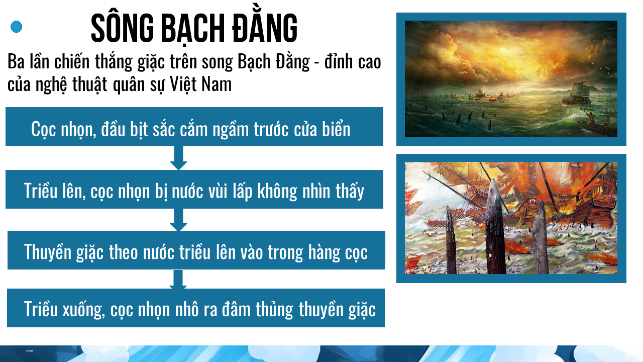 SÔNG BẠCH ĐẰNG
Ba lần chiến thắng giặc trên song Bạch Đằng - đỉnh cao
của nghệ thuật quân sự Việt Nam
Cọc nhọn, đầu bịt sắc cắm ngầm trước cửa biển
Triều lên, cọc nhọn bị nước vùi lấp không nhìn thấy
Thuyền giặc theo nước triều lên vào trong hàng cọc
Triều xuống, cọc nhọn nhô ra đâm thủng thuyền giặc